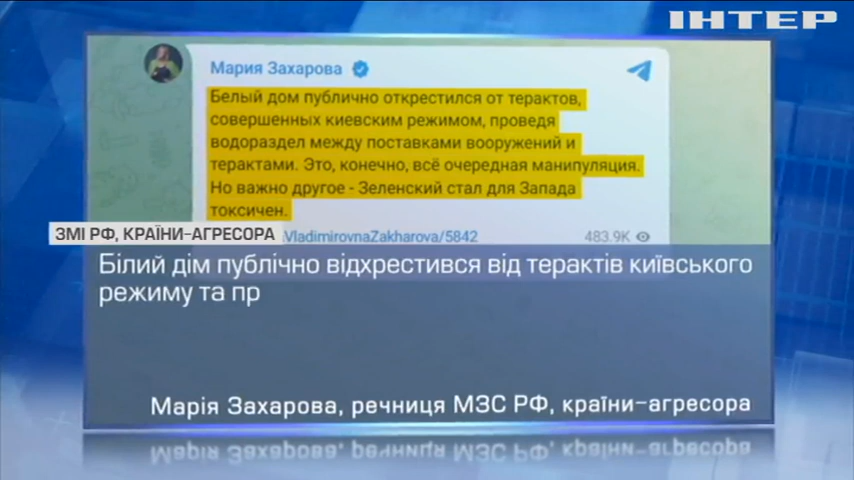 ІНТЕР
Мария Захарова
Белый дом публично открестился от терактов,
совершенных киевским режимом, проведя
водораздел между поставками вооружений и
терактами. Это, конечно, всё очередная манипуляция.
Но важно другое - Зеленский стал для Запада
токсичен.
ЗМІ РФ, КРАЇНИ-АГРЕСОРА
VladimirovnaZakharova/5842 483.9K
Білий дім публічно відхрестився від терактів київського
режиму та пр
Марія Захарова, речниця МЗС РФ, країни-агресора